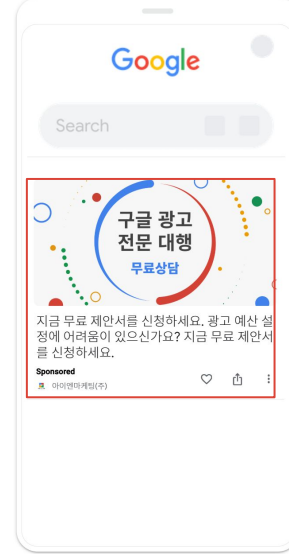 Google
Search
구글 광고
전문 대행
무료상담
지금 무료 제안서를 신청하세요. 광고 예산 설
정에 어려움이 있으신가요? 지금 무료 제안서
를 신청하세요.
Sponsored
아이엔마케팅(주)